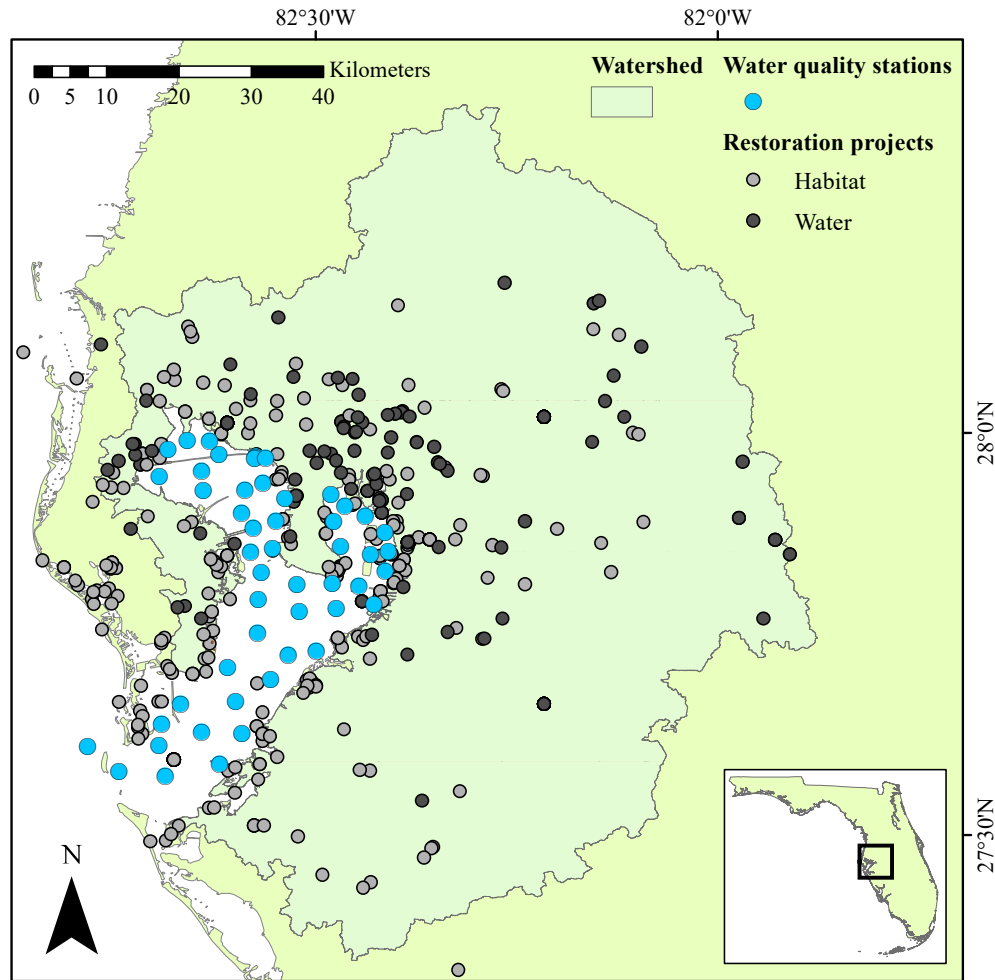 82°30'W 82°0'W
Kilometers
0 5 10 20 30 40
Watershed Water quality stations
Restoration projects
Habitat
Water
28°0'N
27°30'N
N